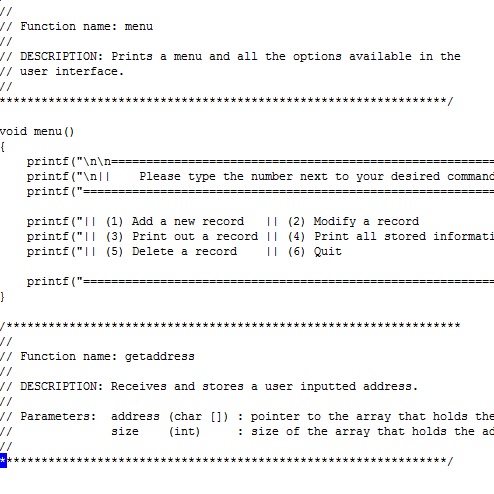 //
// Function name: menu
//
// DESCRIPTION: Prints a menu and all the options available in the
// user interface.
//
****************************************************************/
void menu()
{
printf("\n\n=======================================================
printf("\n||    Please type the number next to your desired command
printf("===========================================================
printf("|| (1) Add a new record   || (2) Modify a record
printf("|| (3) Print out a record || (4) Print all stored informati
printf("|| (5) Delete a record    || (6) Quit
printf("===========================================================
}
/*****************************************************************
//
// Function name: getaddress
//
// DESCRIPTION: Receives and stores a user inputted address.
//
// Parameters:  address (char []) : pointer to the array that holds the
//              size    (int)     : size of the array that holds the ad
//
****************************************************************/